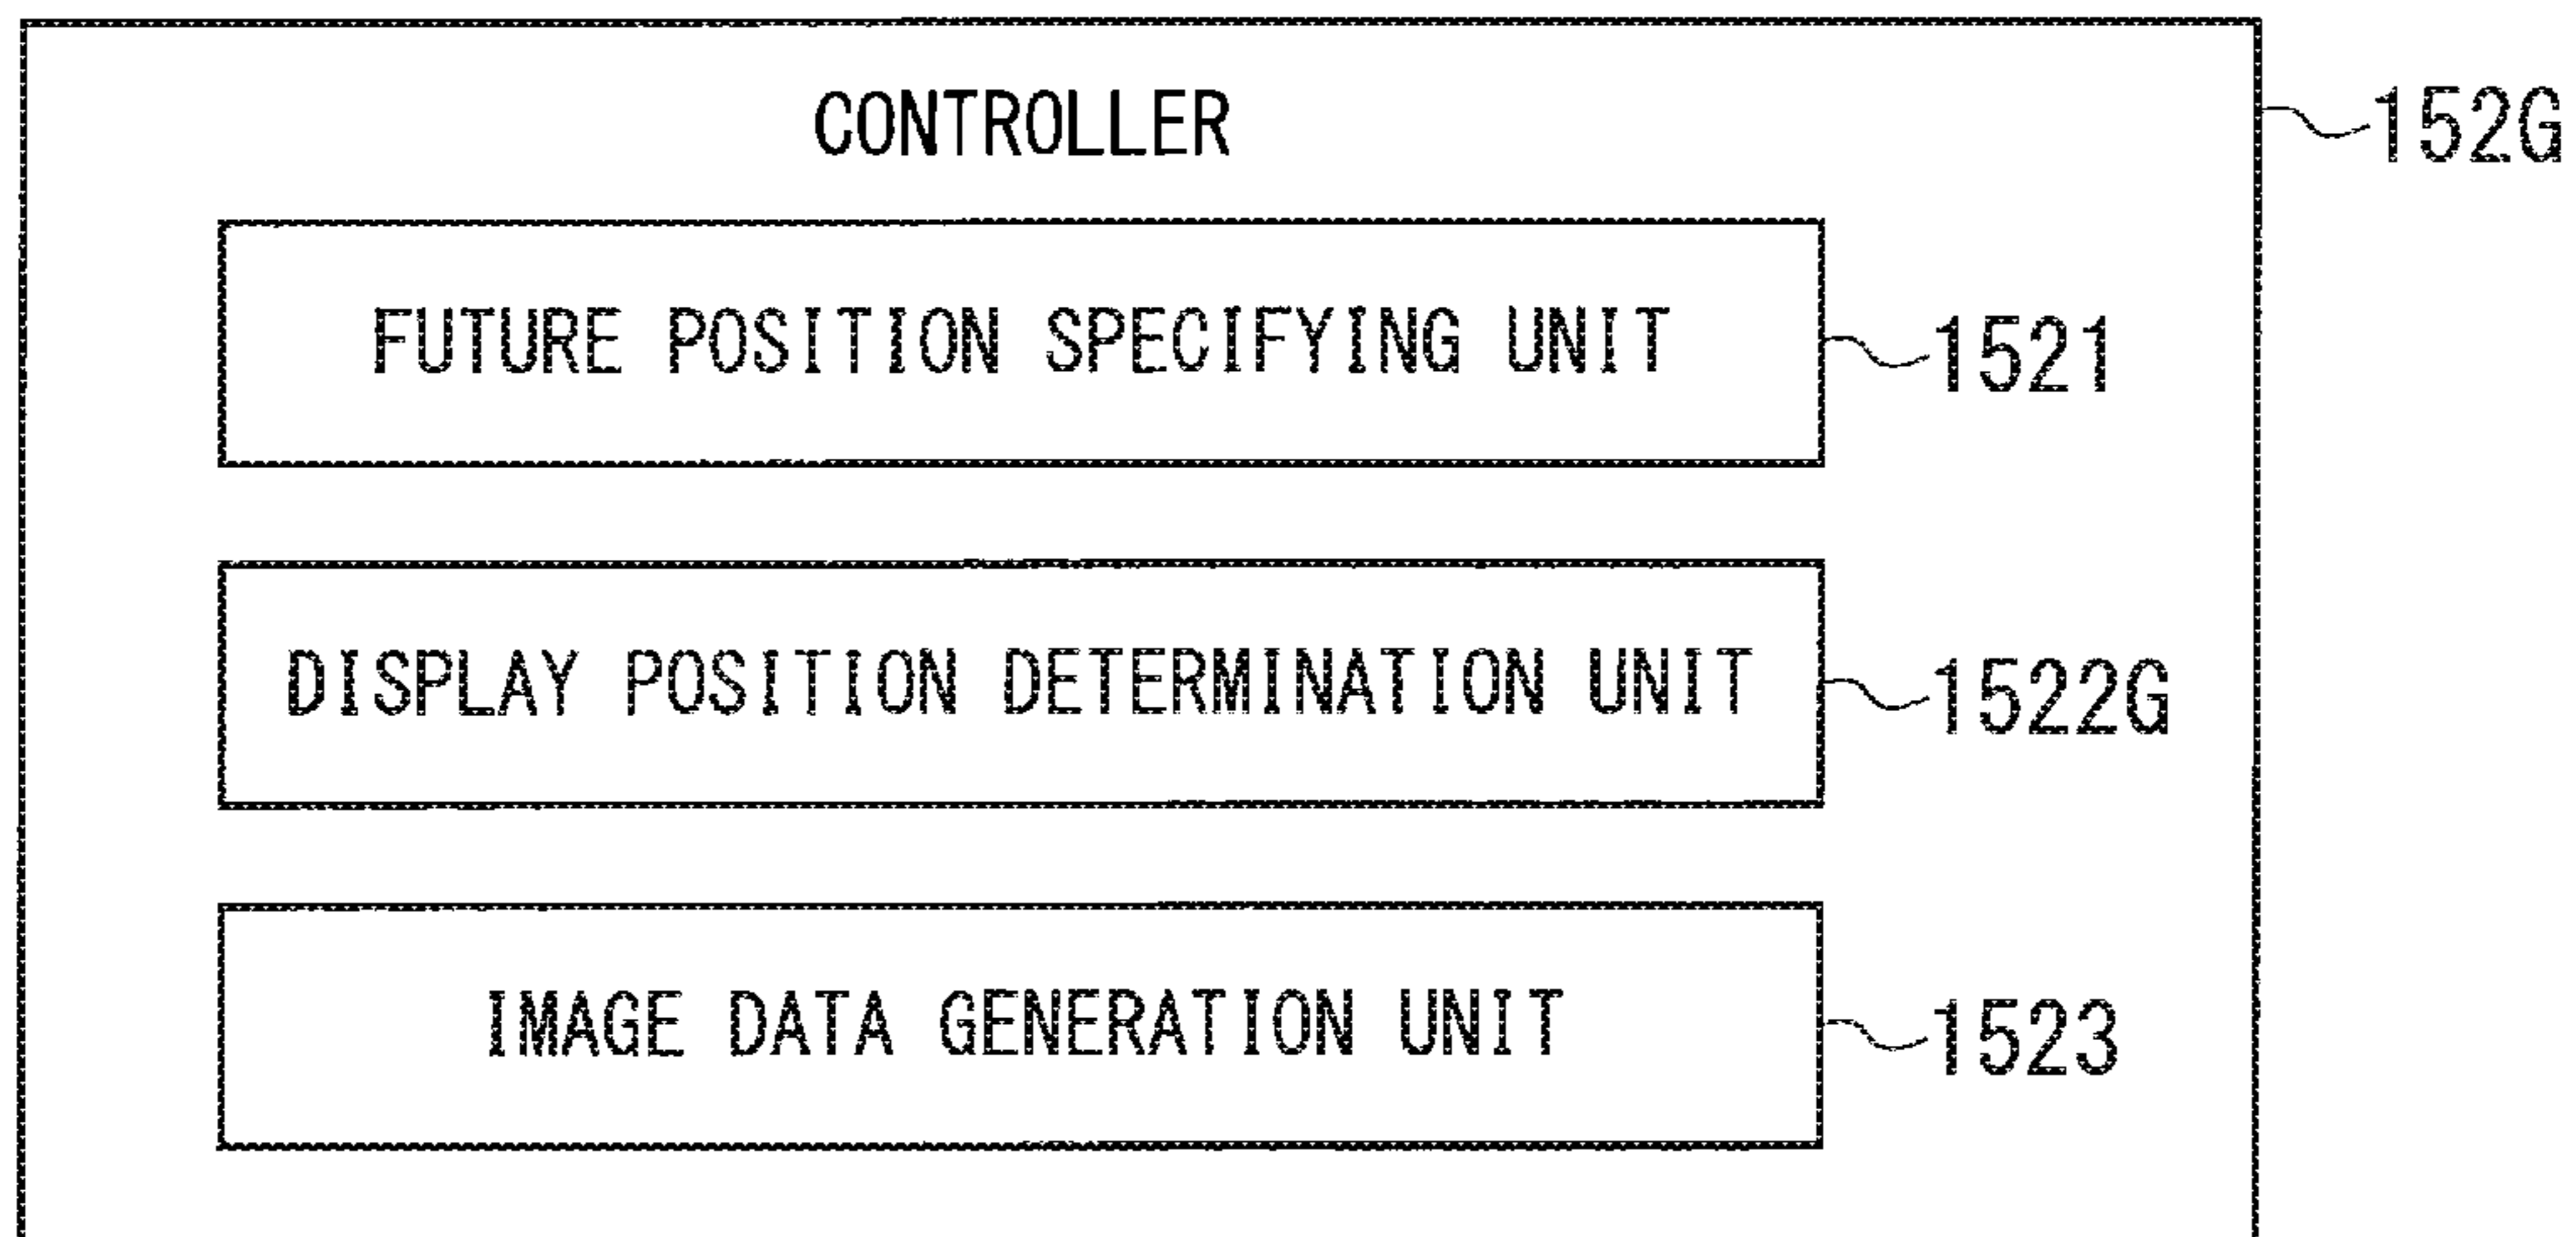 CONTROLLER
152G
FUTURE POSITION SPECIFYING UNIT
1521
DISPLAY POSITION DETERMINATION UNIT
1522G
IMAGE DATA GENERATION UNIT
1523